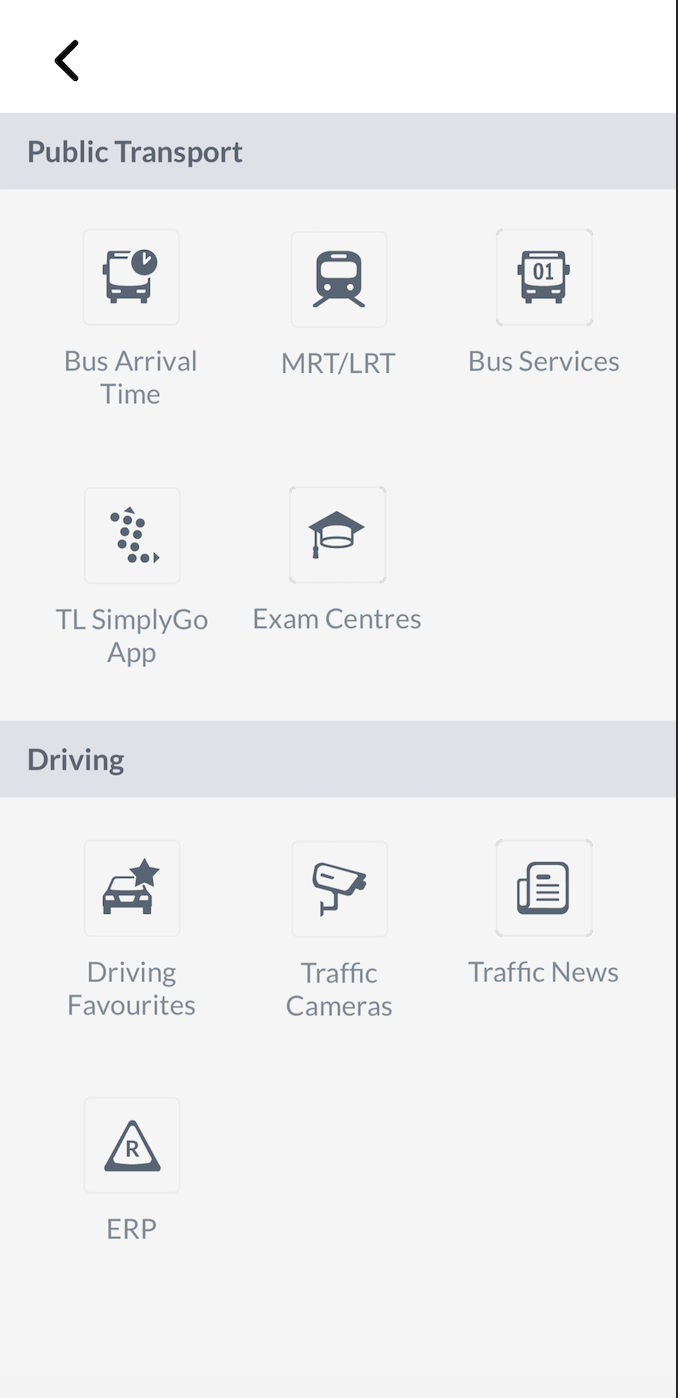 Public Transport
01
Bus Arrival
Time
MRT/LRT
Bus Services
TL SimplyGo
App
Exam Centres
Driving
Driving
Favourites
Traffic
Cameras
Traffic News
R
ERP